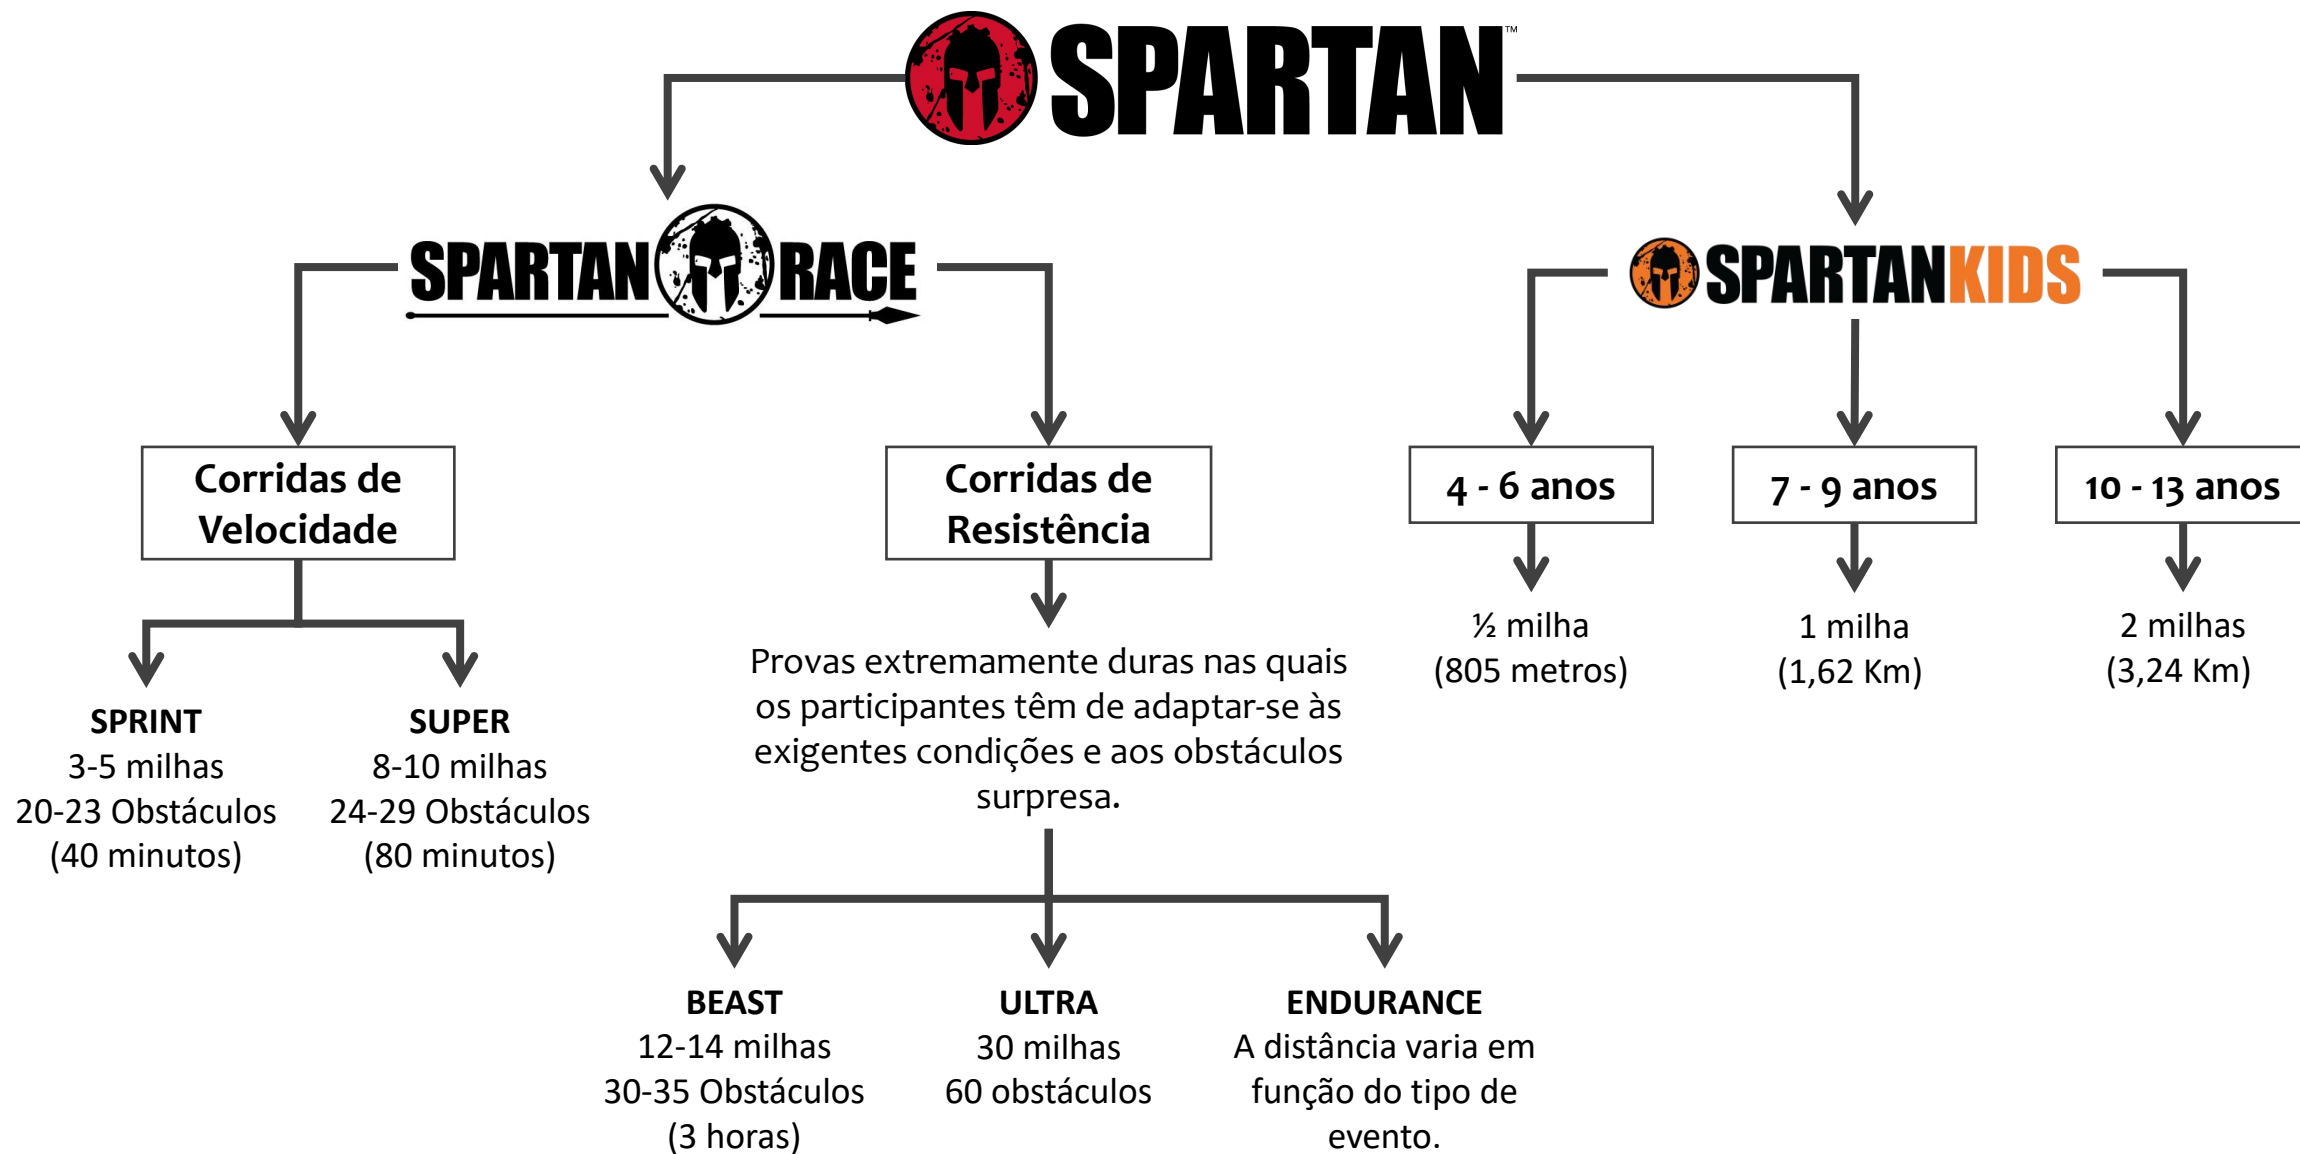 SPARTAN™
SPARTAN RACE
SPARTANKIDS
Corridas de
Velocidade
Corridas de
Resistência
4 - 6 anos
7 - 9 anos
10 - 13 anos
½ milha
(805 metros)
1 milha
(1,62 Km)
2 milhas
(3,24 Km)
Provas extremamente duras nas quais
os participantes têm de adaptar-se às
exigentes condições e aos obstáculos
surpresa.
SPRINT
3-5 milhas
20-23 Obstáculos
(40 minutos)
SUPER
8-10 milhas
24-29 Obstáculos
(80 minutos)
BEAST
12-14 milhas
30-35 Obstáculos
(3 horas)
ULTRA
30 milhas
60 obstáculos
ENDURANCE
A distância varia em
função do tipo de
evento.